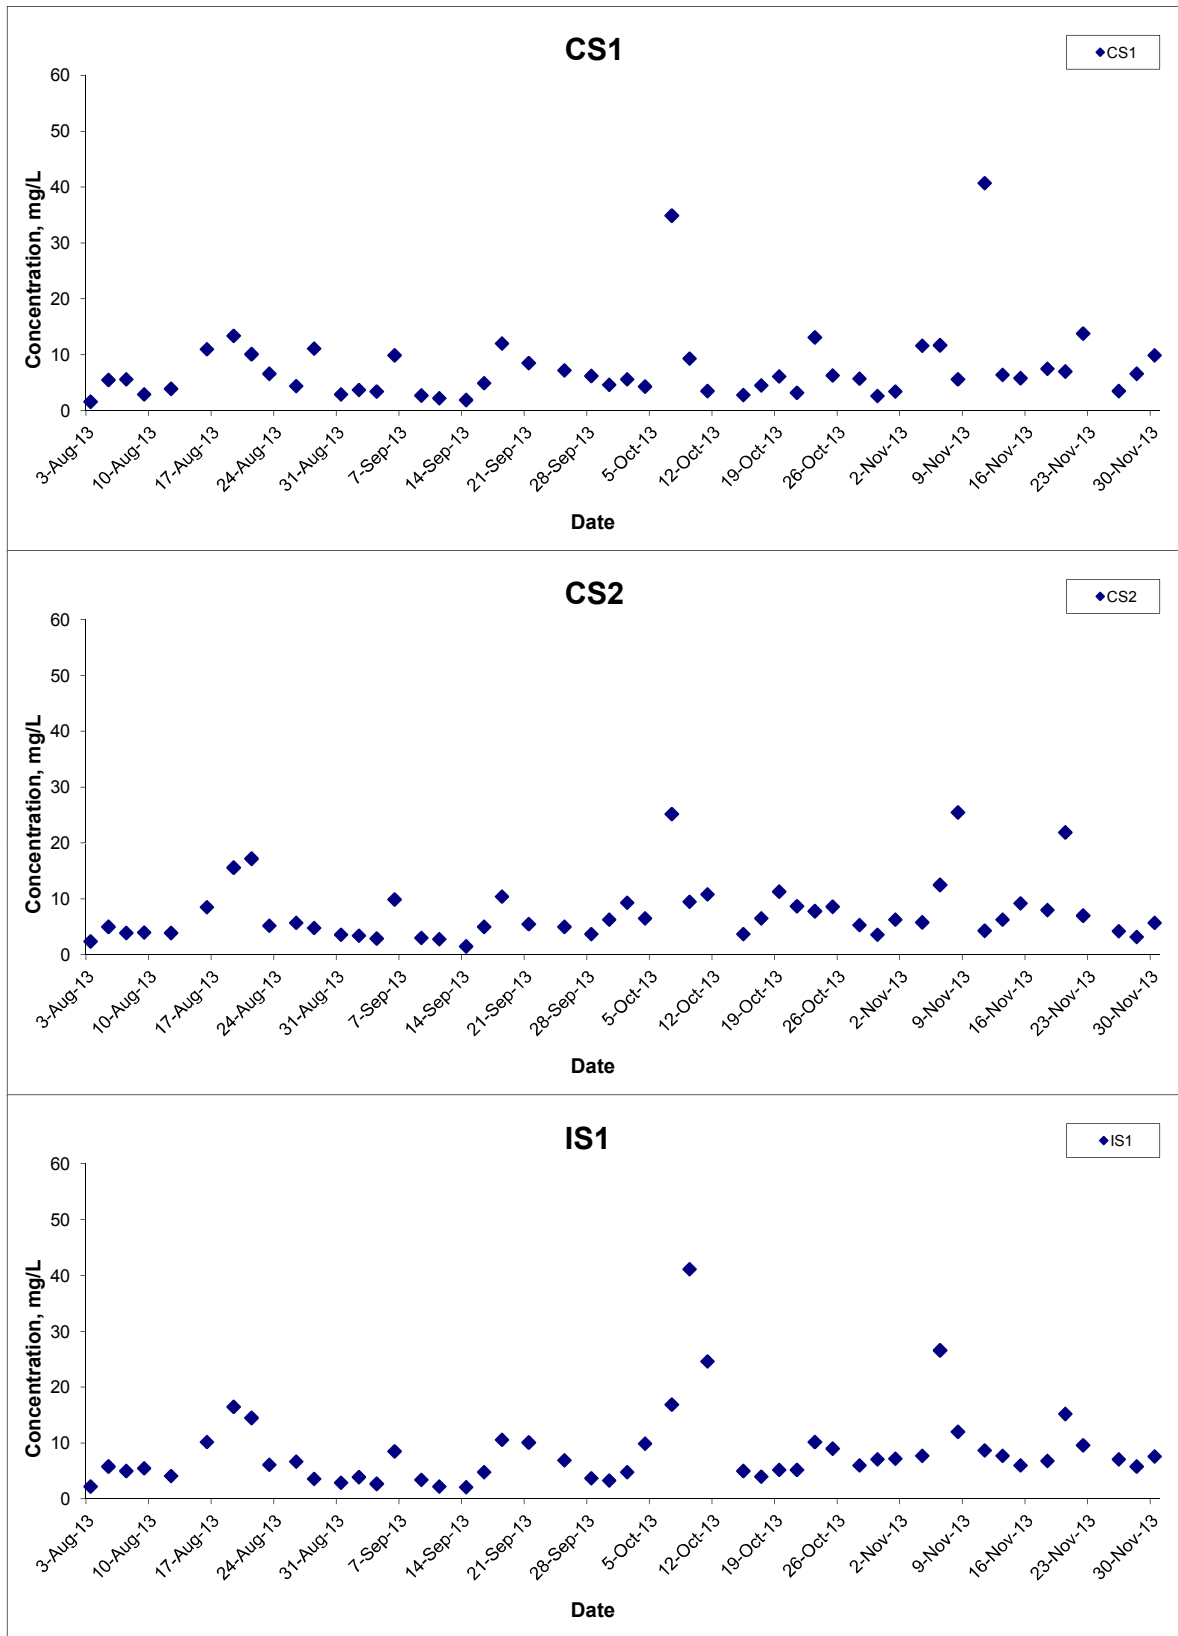 CS1
CS1
60
50
40
30
20
10
0
Concentration, mg/L
3-Aug-13
10-Aug-13
17-Aug-13
24-Aug-13
31-Aug-13
7-Sep-13
14-Sep-13
21-Sep-13
28-Sep-13
5-Oct-13
12-Oct-13
19-Oct-13
26-Oct-13
2-Nov-13
9-Nov-13
16-Nov-13
23-Nov-13
30-Nov-13
Date
CS2
CS2
60
50
40
30
20
10
0
Concentration, mg/L
3-Aug-13
10-Aug-13
17-Aug-13
24-Aug-13
31-Aug-13
7-Sep-13
14-Sep-13
21-Sep-13
28-Sep-13
5-Oct-13
12-Oct-13
19-Oct-13
26-Oct-13
2-Nov-13
9-Nov-13
16-Nov-13
23-Nov-13
30-Nov-13
Date
IS1
IS1
60
50
40
30
20
10
0
Concentration, mg/L
3-Aug-13
10-Aug-13
17-Aug-13
24-Aug-13
31-Aug-13
7-Sep-13
14-Sep-13
21-Sep-13
28-Sep-13
5-Oct-13
12-Oct-13
19-Oct-13
26-Oct-13
2-Nov-13
9-Nov-13
16-Nov-13
23-Nov-13
30-Nov-13
Date